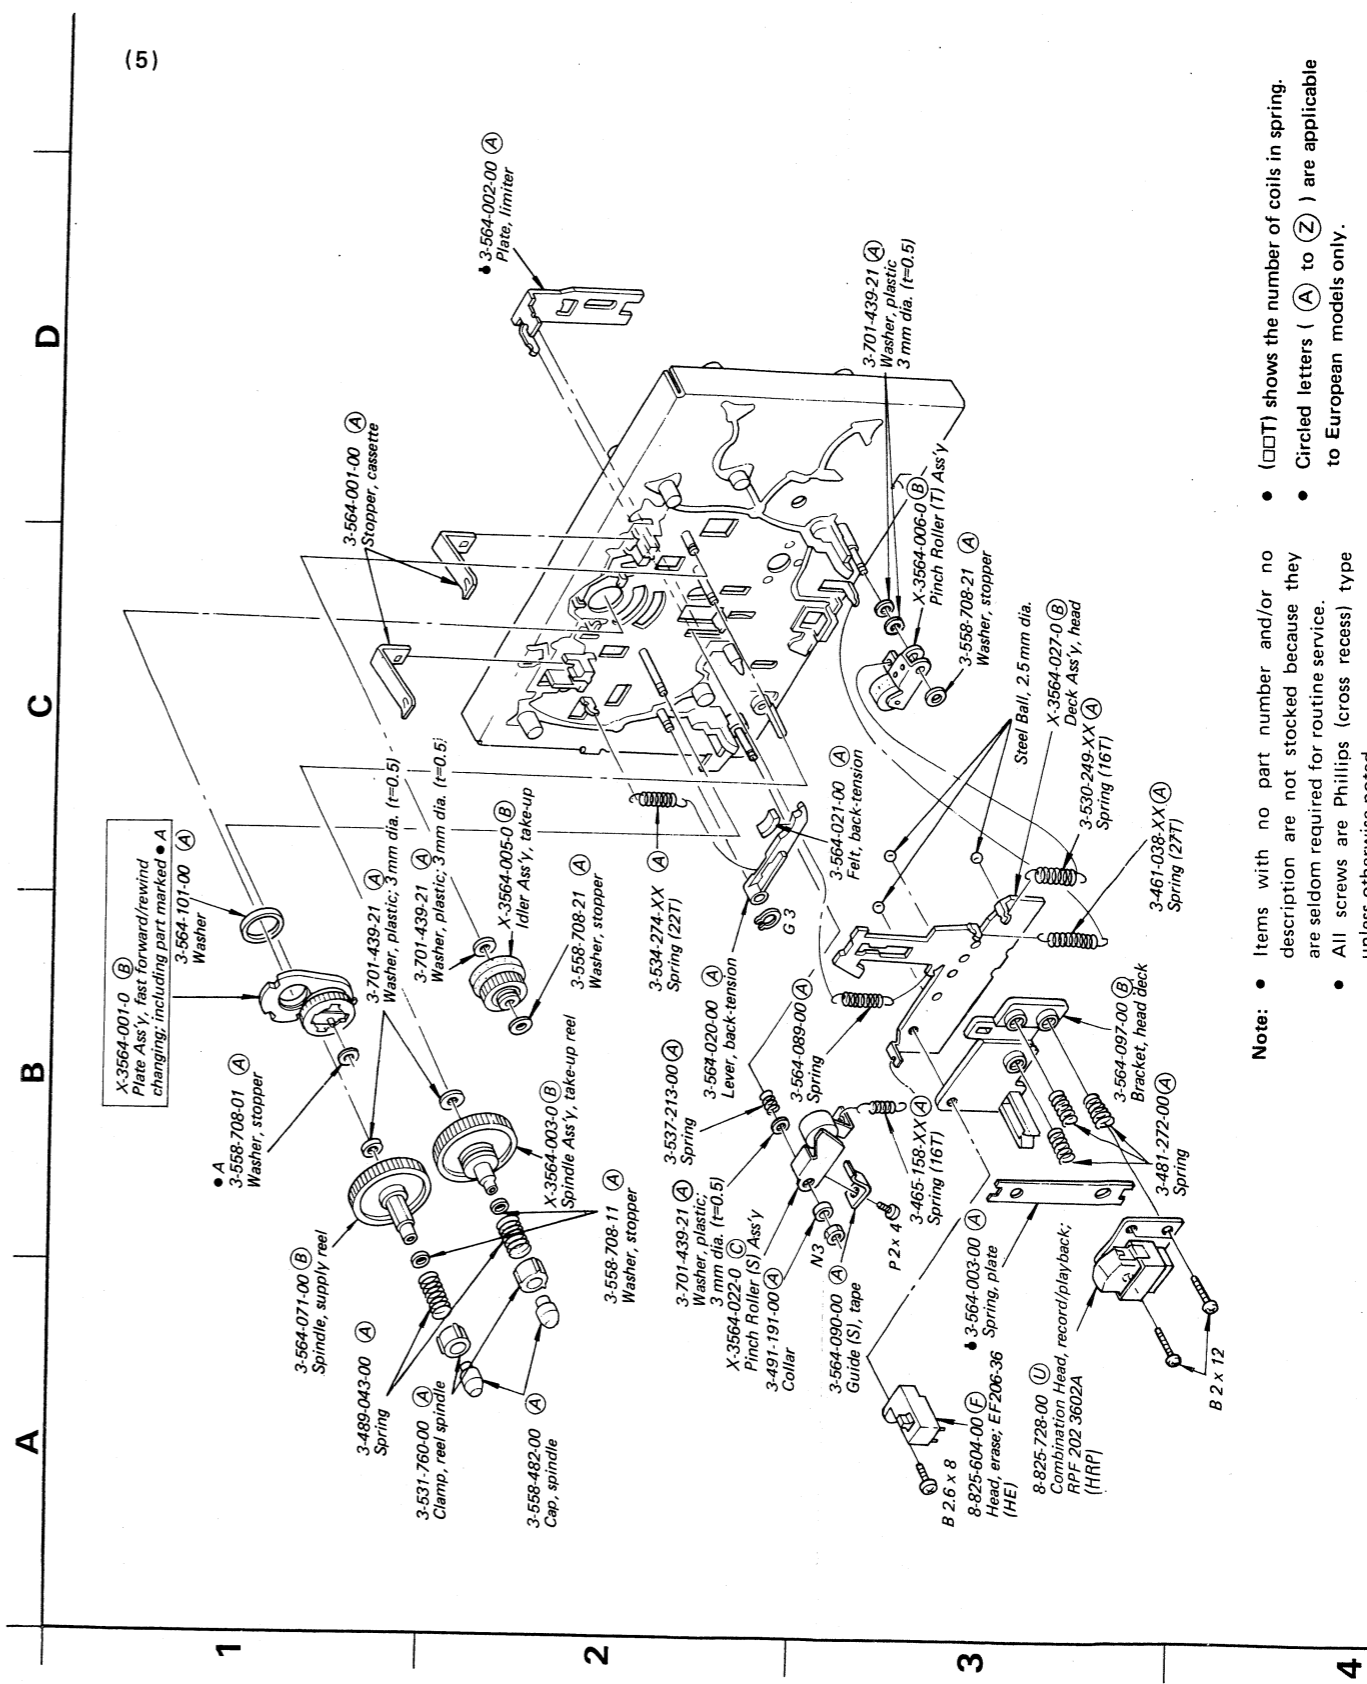 (5)
A
B
C
D
1
2
3
4
X-3564-001-0 (B)
Plate Ass'y, fast forward/rewind
changing; including part marked ● A
3-564-101-00 (A)
Washer
● A
3-558-708-01 (A)
Washer, stopper
3-564-071-00 (B)
Spindle, supply reel
3-489-043-00 (A)
Spring
3-531-760-00 (A)
Clamp, reel spindle
3-558-482-00 (A)
Cap, spindle
3-701-439-21 (A)
Washer, plastic; 3 mm dia. (t=0.5)
3-701-439-21 (A)
Washer, plastic; 3 mm dia. (t=0.5)
X-3564-005-0 (B)
Idler Ass'y, take-up
3-558-708-21 (A)
Washer, stopper
X-3564-003-0 (B)
Spindle Ass'y, take-up reel
3-558-708-11 (A)
Washer, stopper
3-564-001-00 (A)
Stopper, cassette
3-564-002-00 (A)
Plate, limiter
3-534-274-XX (A)
Spring (22T)
3-537-213-00 (A)
Spring
3-564-020-00 (A)
Lever, back-tension
G 3
3-564-021-00 (A)
Felt, back-tension
3-564-089-00 (A)
Spring
3-701-439-21 (A)
Washer, plastic;
3 mm dia. (t=0.5)
X-3564-022-0 (C)
Pinch Roller (S) Ass'y
3-491-191-00 (A)
Collar
N3
3-564-090-00 (A)
Guide (S), tape
P 2 x 4
3-465-158-XX (A)
Spring (16T)
3-701-439-21 (A)
Washer, plastic
3 mm dia. (t=0.5)
X-3564-006-0 (B)
Pinch Roller (T) Ass'y
3-558-708-21 (A)
Washer, stopper
Steel Ball, 2.5 mm dia.
X-3564-027-0 (B)
Deck Ass'y, head
3-530-249-XX (A)
Spring (16T)
3-461-038-XX (A)
Spring (27T)
3-564-097-00 (B)
Bracket, head deck
3-481-272-00 (A)
Spring
B 2.6 x 8
8-825-604-00 (F)
Head, erase; EF206-36
(HE)
3-564-003-00 (A)
Spring, plate
8-825-728-00 (U)
Combination Head, record/playback;
RPF 202 3602A
(HRP)
B 2 x 12
Note: ● Items with no part number and/or no
description are not stocked because they
are seldom required for routine service.
● All screws are Phillips (cross recess) type
unless otherwise noted
● (□□T) shows the number of coils in spring.
● Circled letters ( (A) to (Z) ) are applicable
to European models only.